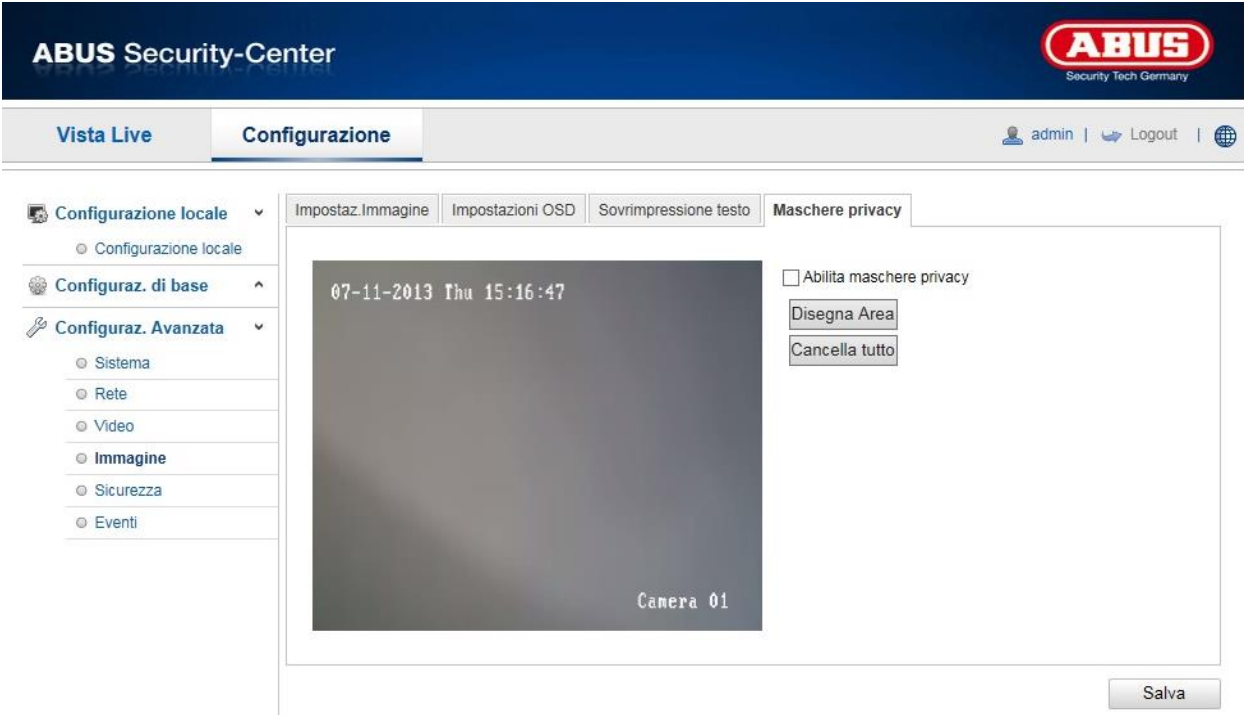 ABUS Security-Center
ABUS
Security Tech Germany
Vista Live
Configurazione
admin | Logout |
Configurazione locale
Configurazione locale
Configuraz. di base
Configuraz. Avanzata
Sistema
Rete
Video
Immagine
Sicurezza
Eventi
Impostaz.Immagine
Impostazioni OSD
Sovrimpressione testo
Maschere privacy
07-11-2013 Thu 15:16:47
Camera 01
Abilita maschere privacy
Disegna Area
Cancella tutto
Salva